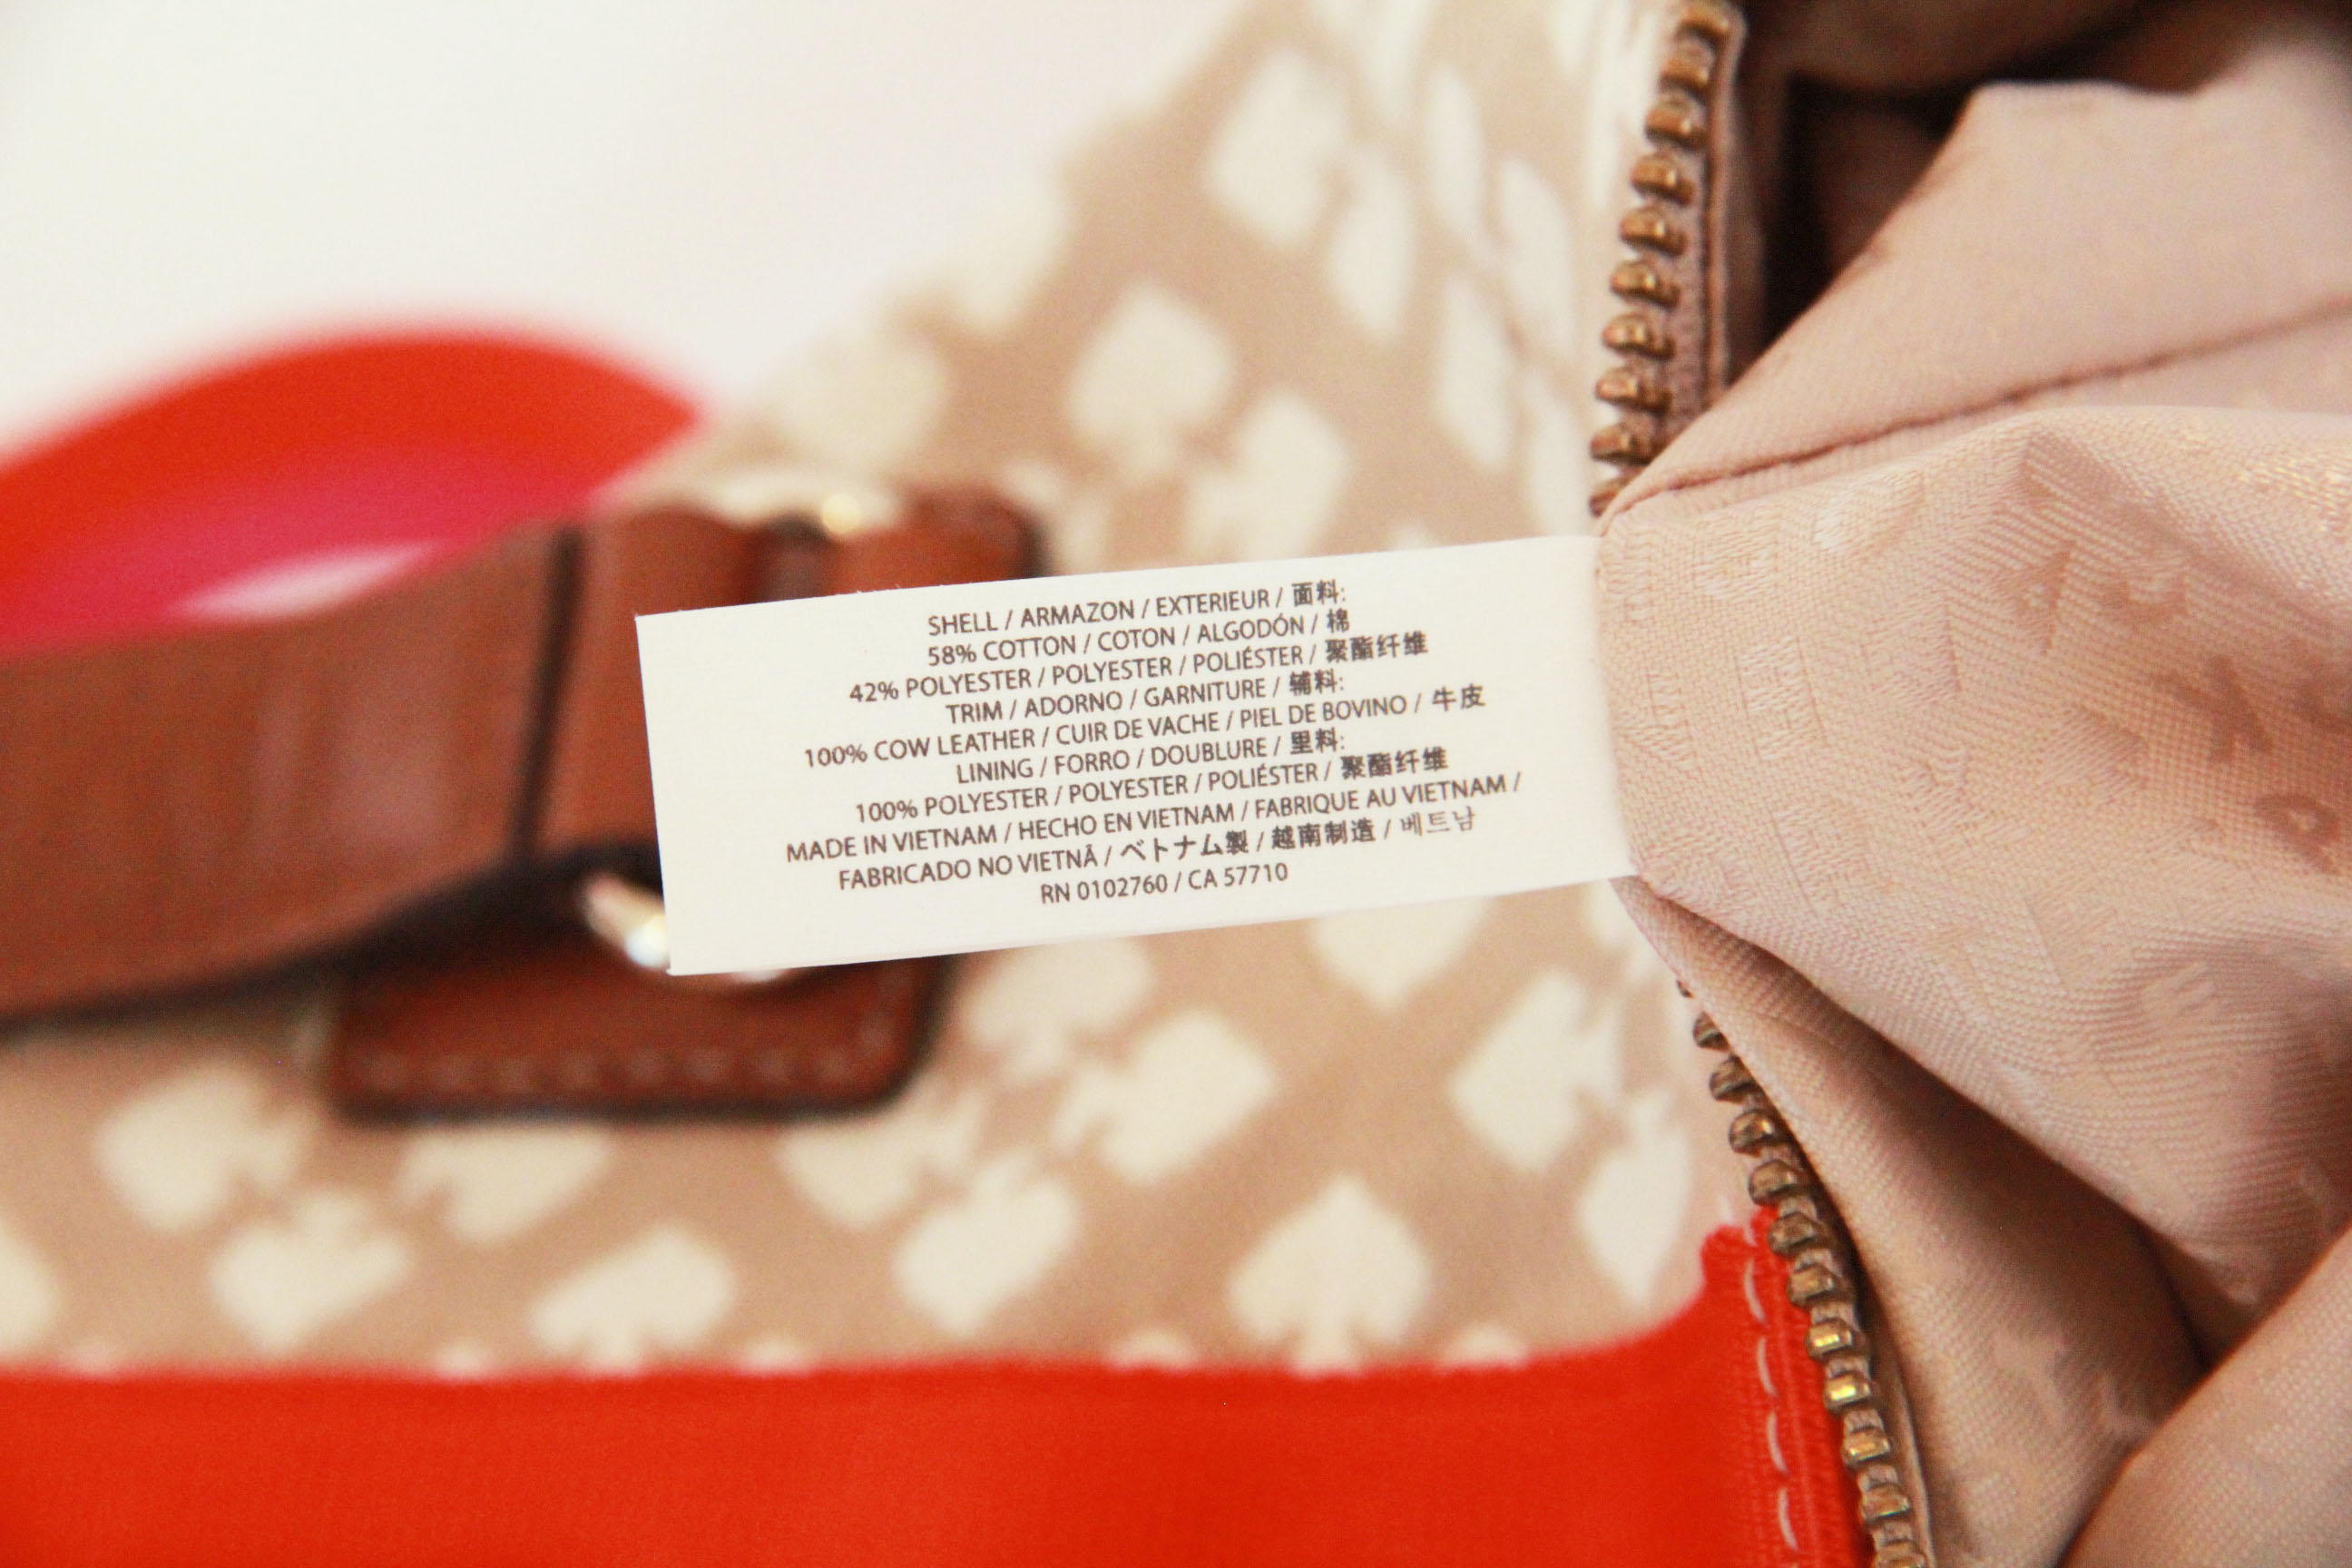 SHELL / ARMAZON / EXTERIEUR / 面料:
58% COTTON / COTON / ALGODÓN / 棉
42% POLYESTER / POLYESTER / POLIÉSTER / 聚酯纤维
TRIM / ADORNO / GARNITURE / 辅料:
100% COW LEATHER / CUIR DE VACHE / PIEL DE BOVINO / 牛皮
LINING / FORRO / DOUBLURE / 里料:
100% POLYESTER / POLYESTER / POLIÉSTER / 聚酯纤维
MADE IN VIETNAM / HECHO EN VIETNAM / FABRIQUE AU VIETNAM /
FABRICADO NO VIETNÃ / ベトナム製 / 越南制造 / 베트남
RN 0102760 / CA 57710